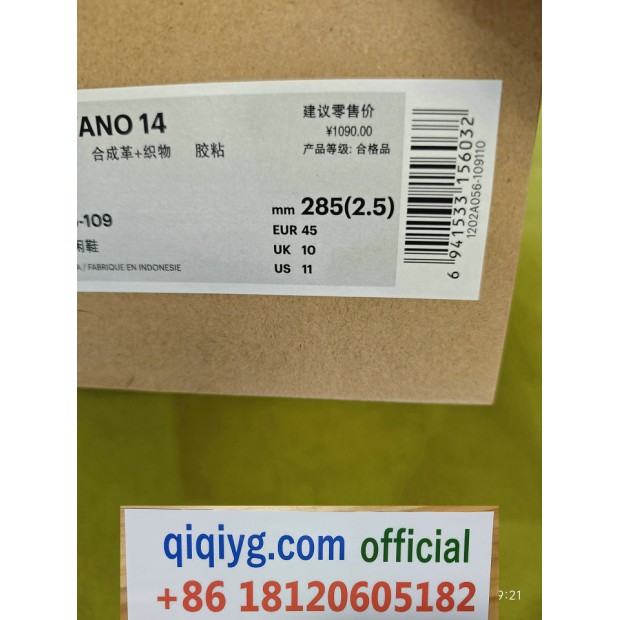 ANO 14
合成革+织物 胶粘
-109
闲鞋
/ FABRIQUE EN INDONESIE
建议零售价
¥1090.00
产品等级: 合格品
mm 285(2.5)
EUR 45
UK 10
US 11
6 941533 156032
1202A056-109110
qiqiyg.com official
+86 18120605182
9:21